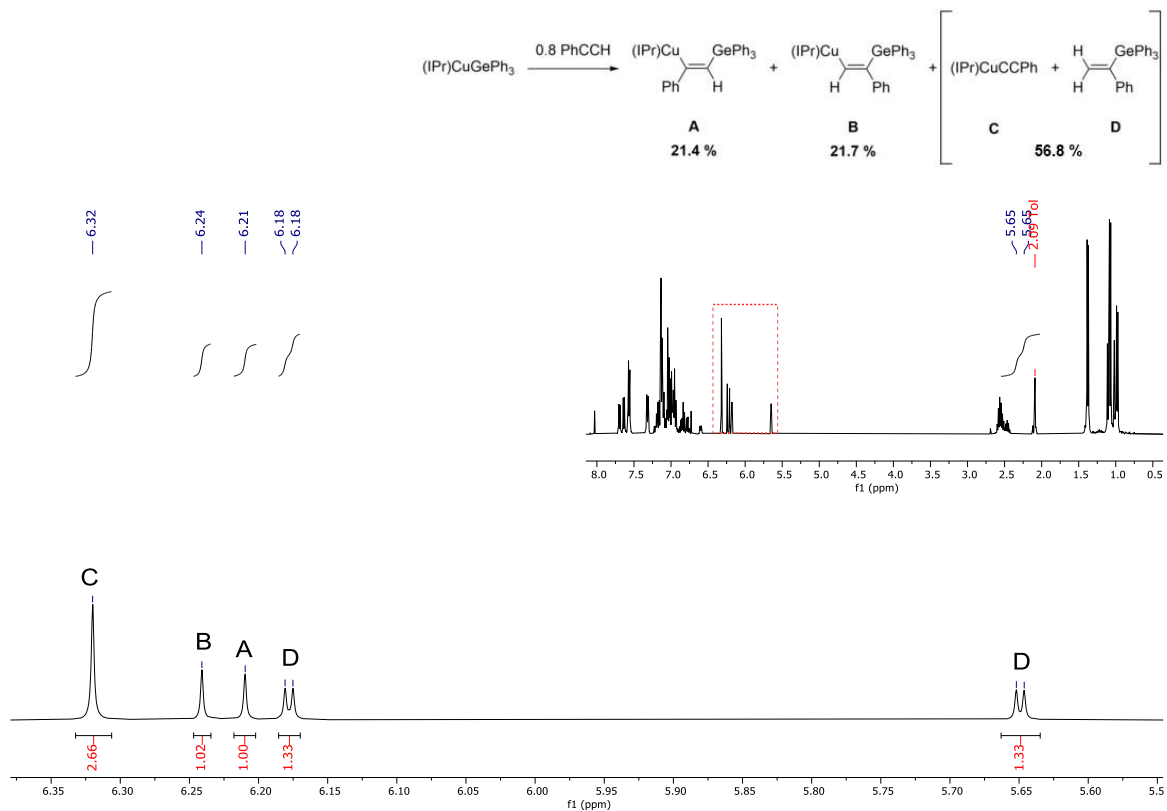 (IPr)CuGePh3
0.8 PhCCH
(IPr)Cu GePh3
Ph H
A
21.4 %
+
(IPr)Cu GePh3
H Ph
B
21.7 %
+
(IPr)CuCCPh
C
+
H GePh3
H Ph
D
56.8 %
6.32
6.24
6.21
6.18
6.18
5.65
5.65
2.09 Tol
8.0 7.5 7.0 6.5 6.0 5.5 5.0 4.5 4.0 3.5 3.0 2.5 2.0 1.5 1.0 0.5
f1 (ppm)
C
B
A
D
D
2.66
1.02
1.00
1.33
1.33
6.35 6.30 6.25 6.20 6.15 6.10 6.05 6.00 5.95 5.90 5.85 5.80 5.75 5.70 5.65 5.60 5.55 5.5
f1 (ppm)